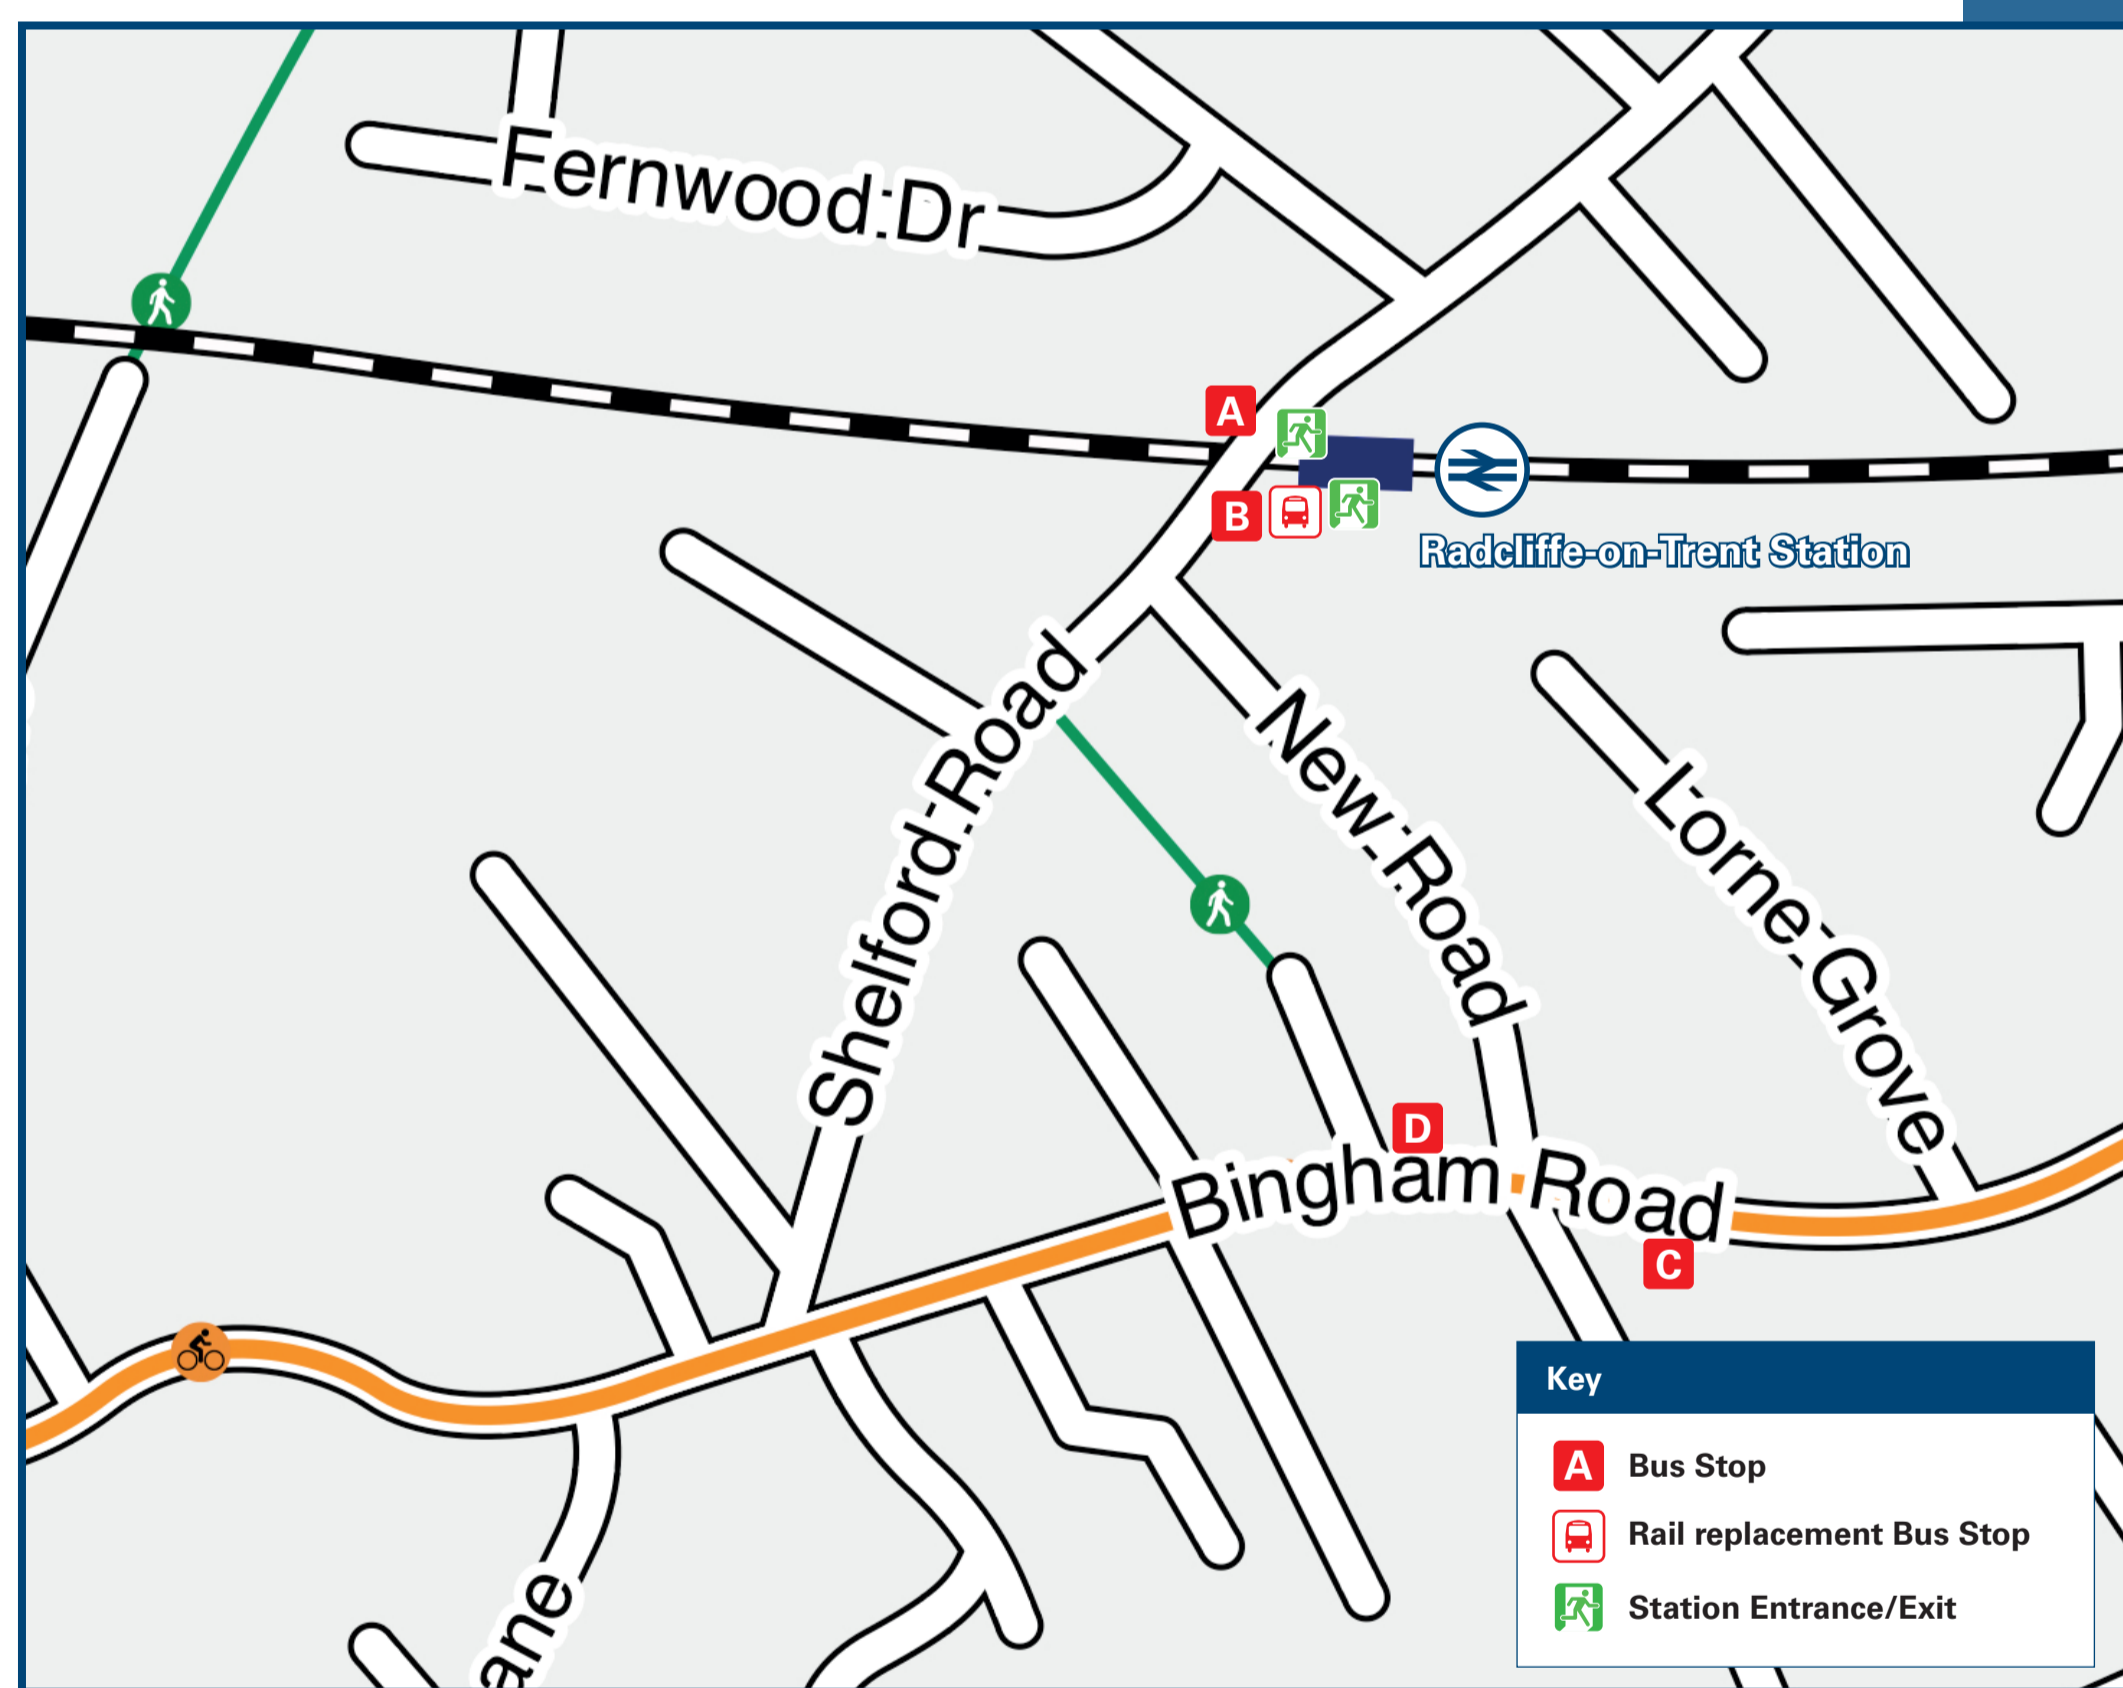 Fernwood Dr
A
B
Radcliffe-on-Trent Station
Shelford Road
New Road
Lorne Grove
D
Bingham Road
C
Key
A Bus Stop
Rail replacement Bus Stop
Station Entrance/Exit
ane